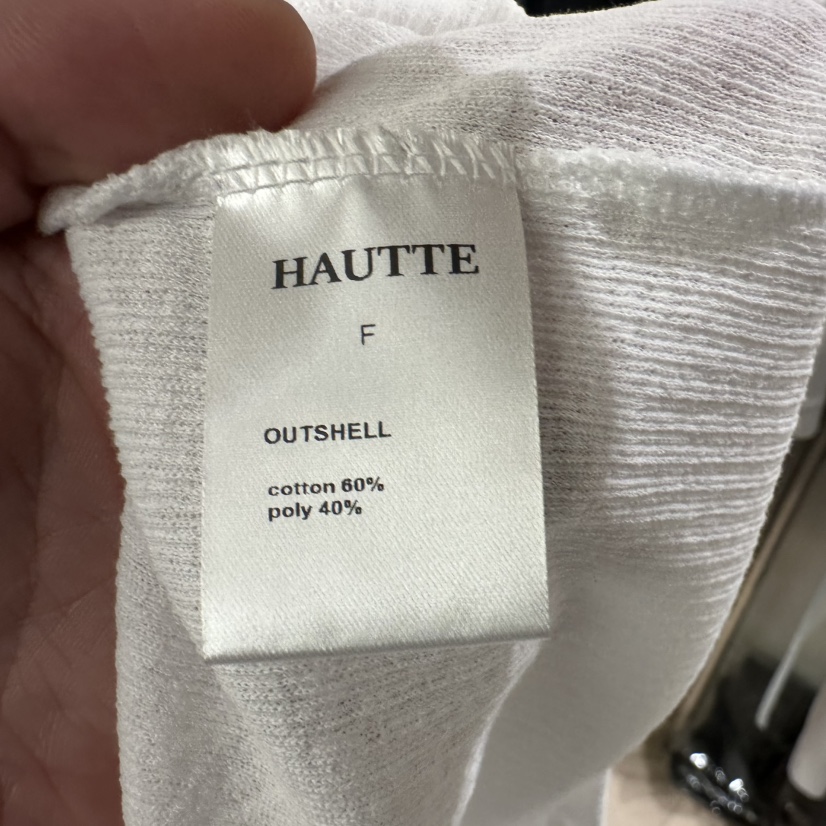 HAUTTE
F
OUTSHELL
cotton 60%
poly 40%